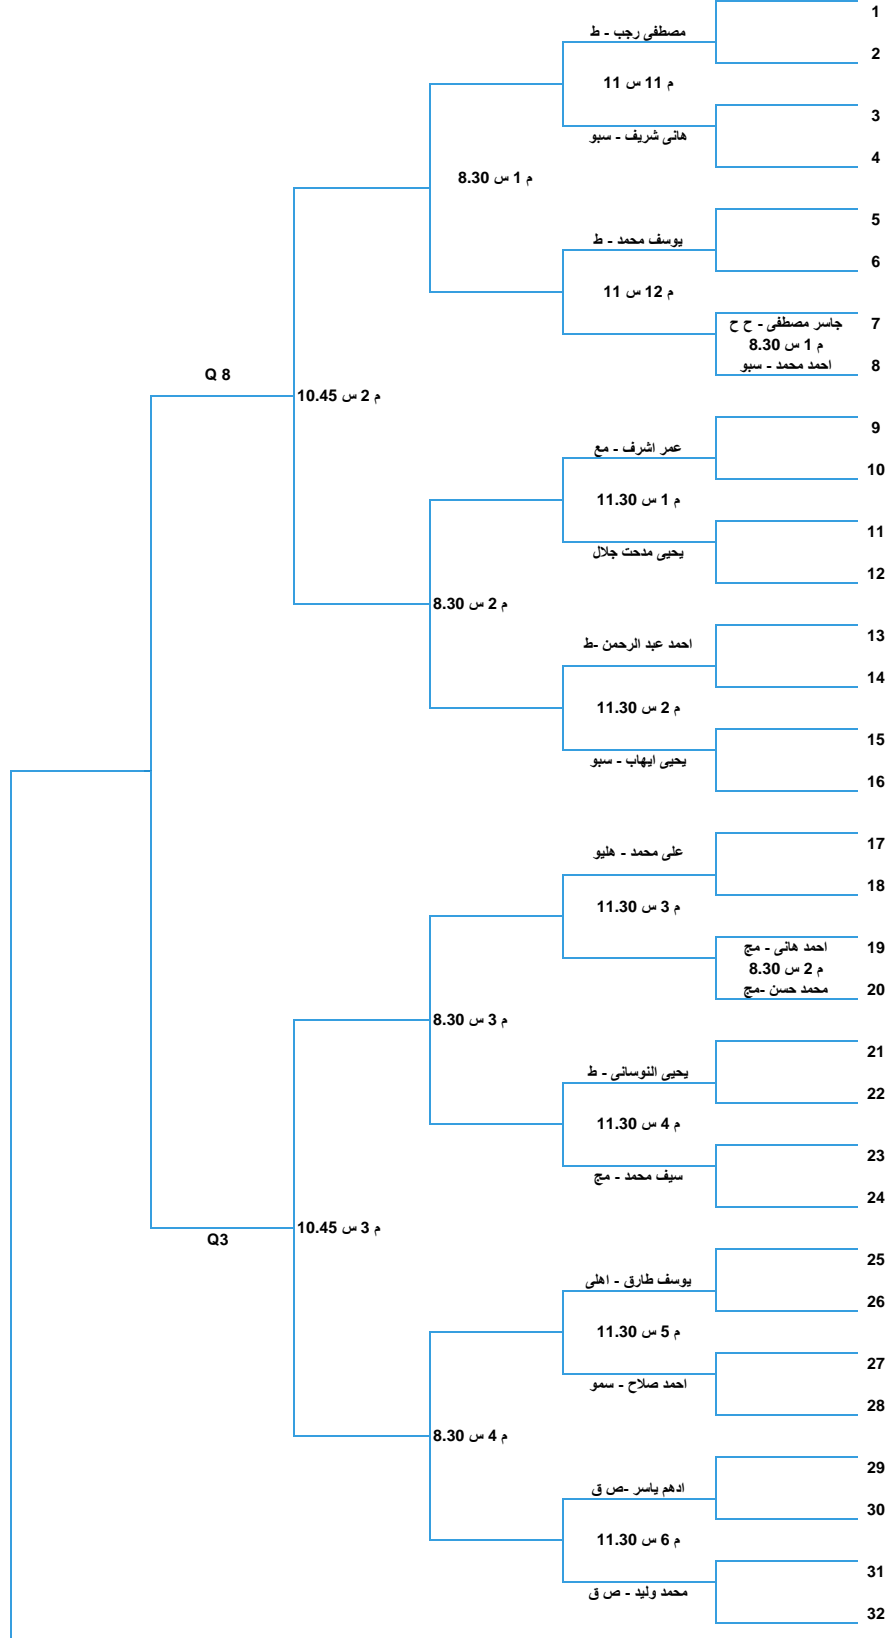 1
مصطفى رجب - ط
2
م 11 س 11
3
هانى شريف - سبو
4
م 1 س 8.30
5
يوسف محمد - ط
6
م 12 س 11
7
جاسر مصطفى - ح ح
م 1 س 8.30
8
احمد محمد - سبو
Q 8
م 2 س 10.45
9
عمر اشرف - مع
10
م 1 س 11.30
11
يحيى مدحت جلال
12
م 2 س 8.30
13
احمد عبد الرحمن -ط
14
م 2 س 11.30
15
يحيى ايهاب - سبو
16
17
على محمد - هليو
18
م 3 س 11.30
19
احمد هانى - مج
م 2 س 8.30
20
محمد حسن -مج
م 3 س 8.30
21
يحيى النوسانى - ط
22
م 4 س 11.30
23
سيف محمد - مج
24
م 3 س 10.45
Q3
25
يوسف طارق - اهلى
26
م 5 س 11.30
27
احمد صلاح - سمو
28
م 4 س 8.30
29
ادهم ياسر -ص ق
30
م 6 س 11.30
31
محمد وليد - ص ق
32